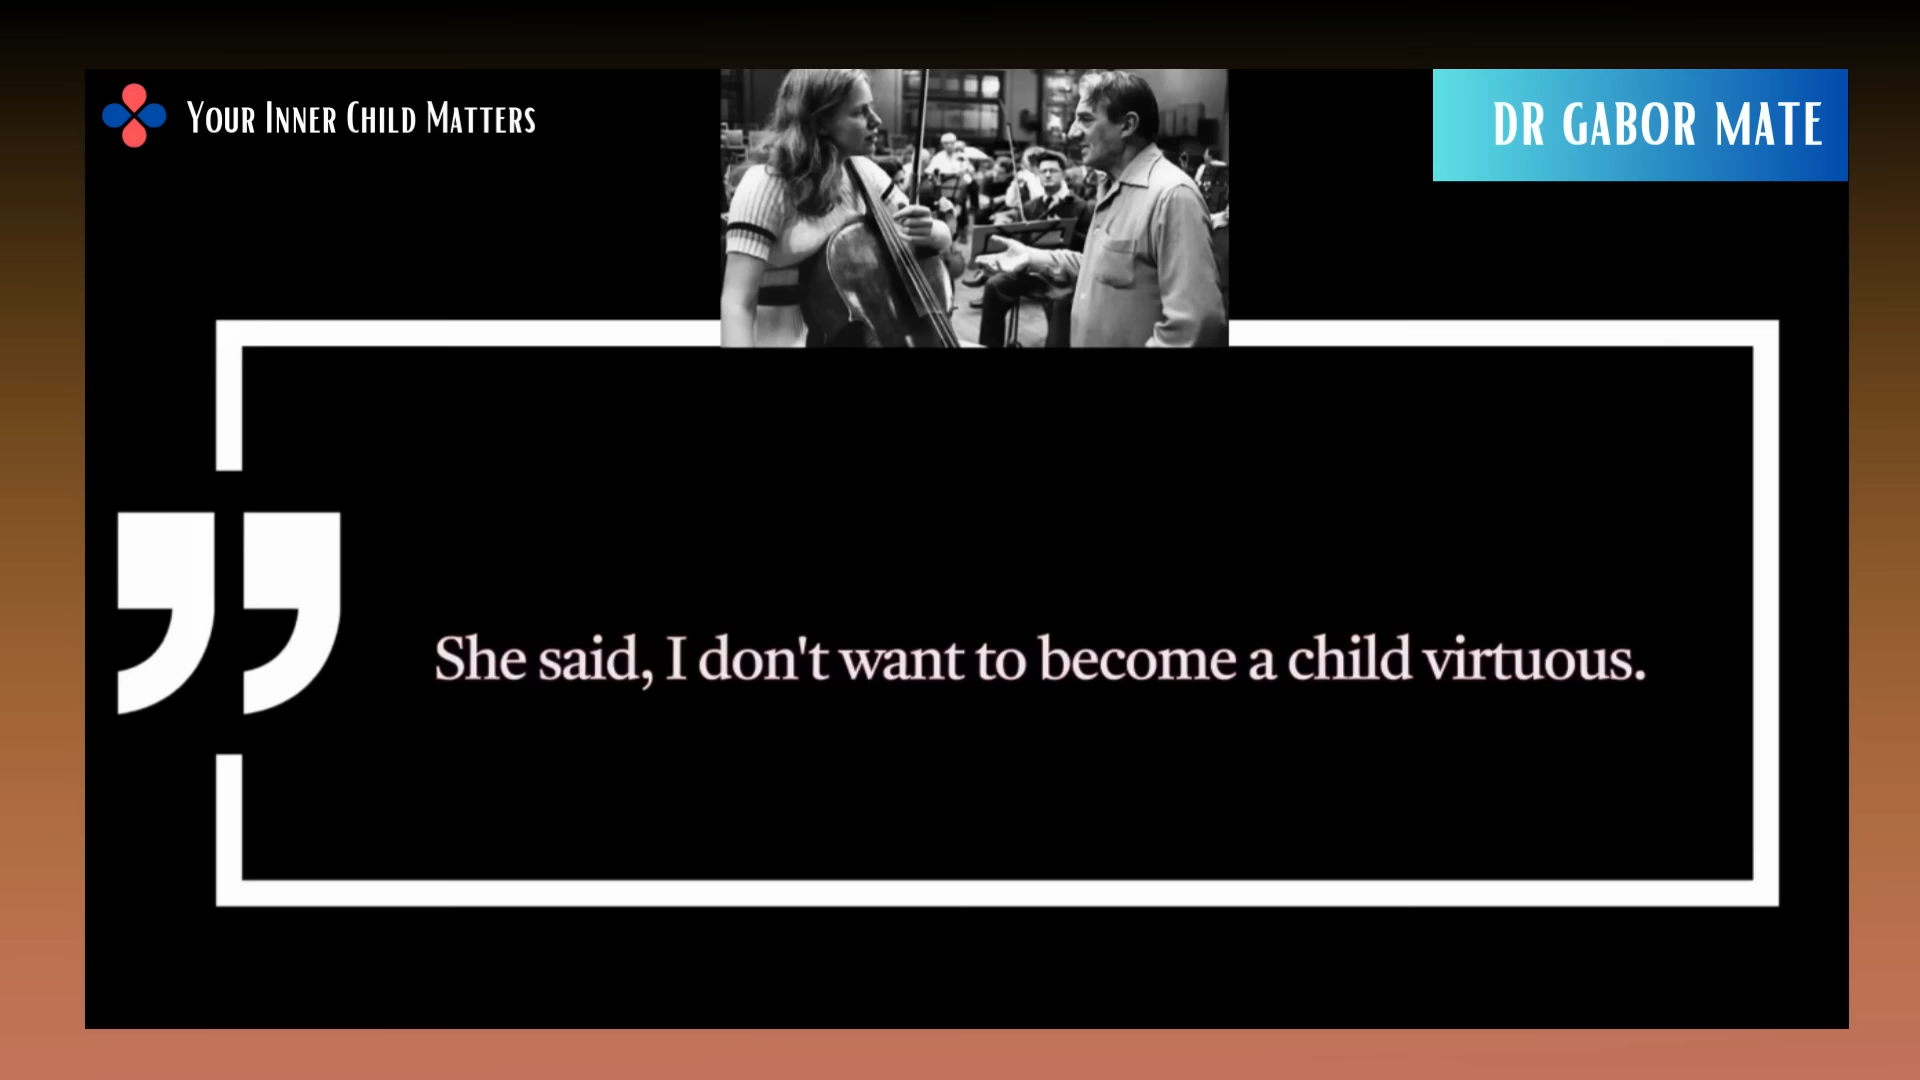 Your Inner Child Matters
DR GABOR MATE
She said, I don't want to become a child virtuous.